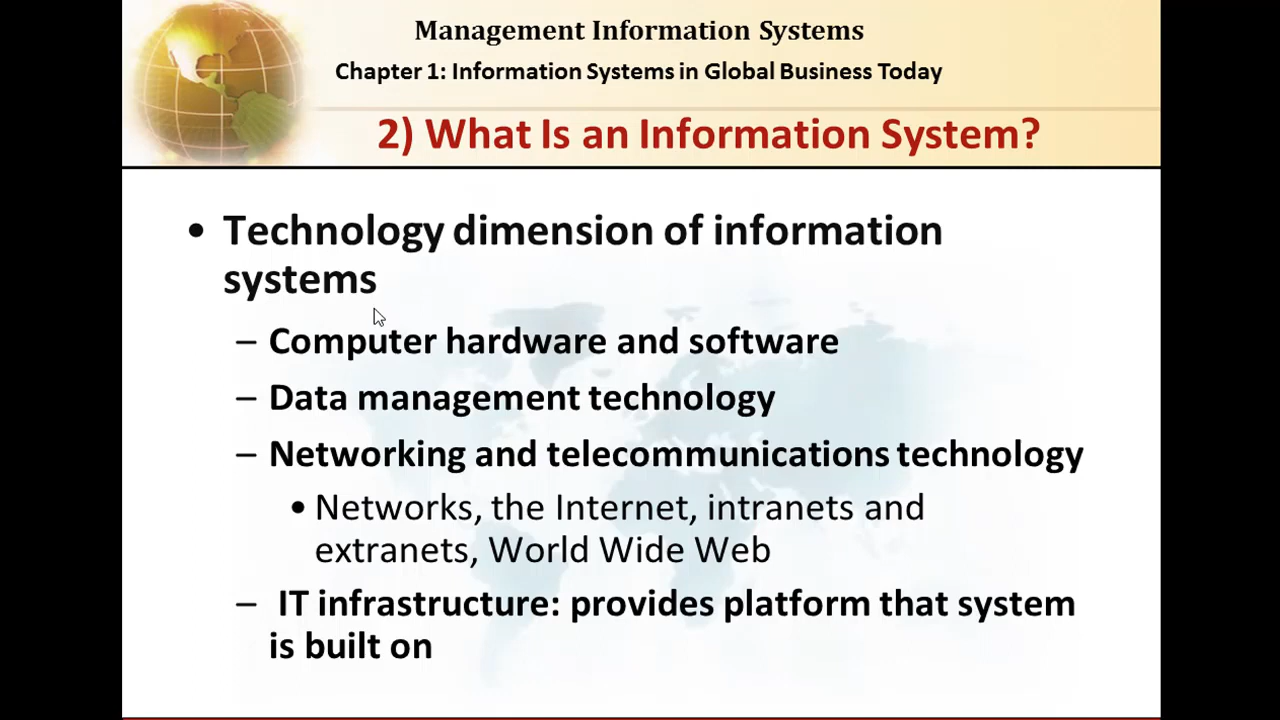 Management Information Systems
Chapter 1: Information Systems in Global Business Today
2) What Is an Information System?
• Technology dimension of information
systems
– Computer hardware and software
– Data management technology
– Networking and telecommunications technology
• Networks, the Internet, intranets and
extranets, World Wide Web
– IT infrastructure: provides platform that system
is built on